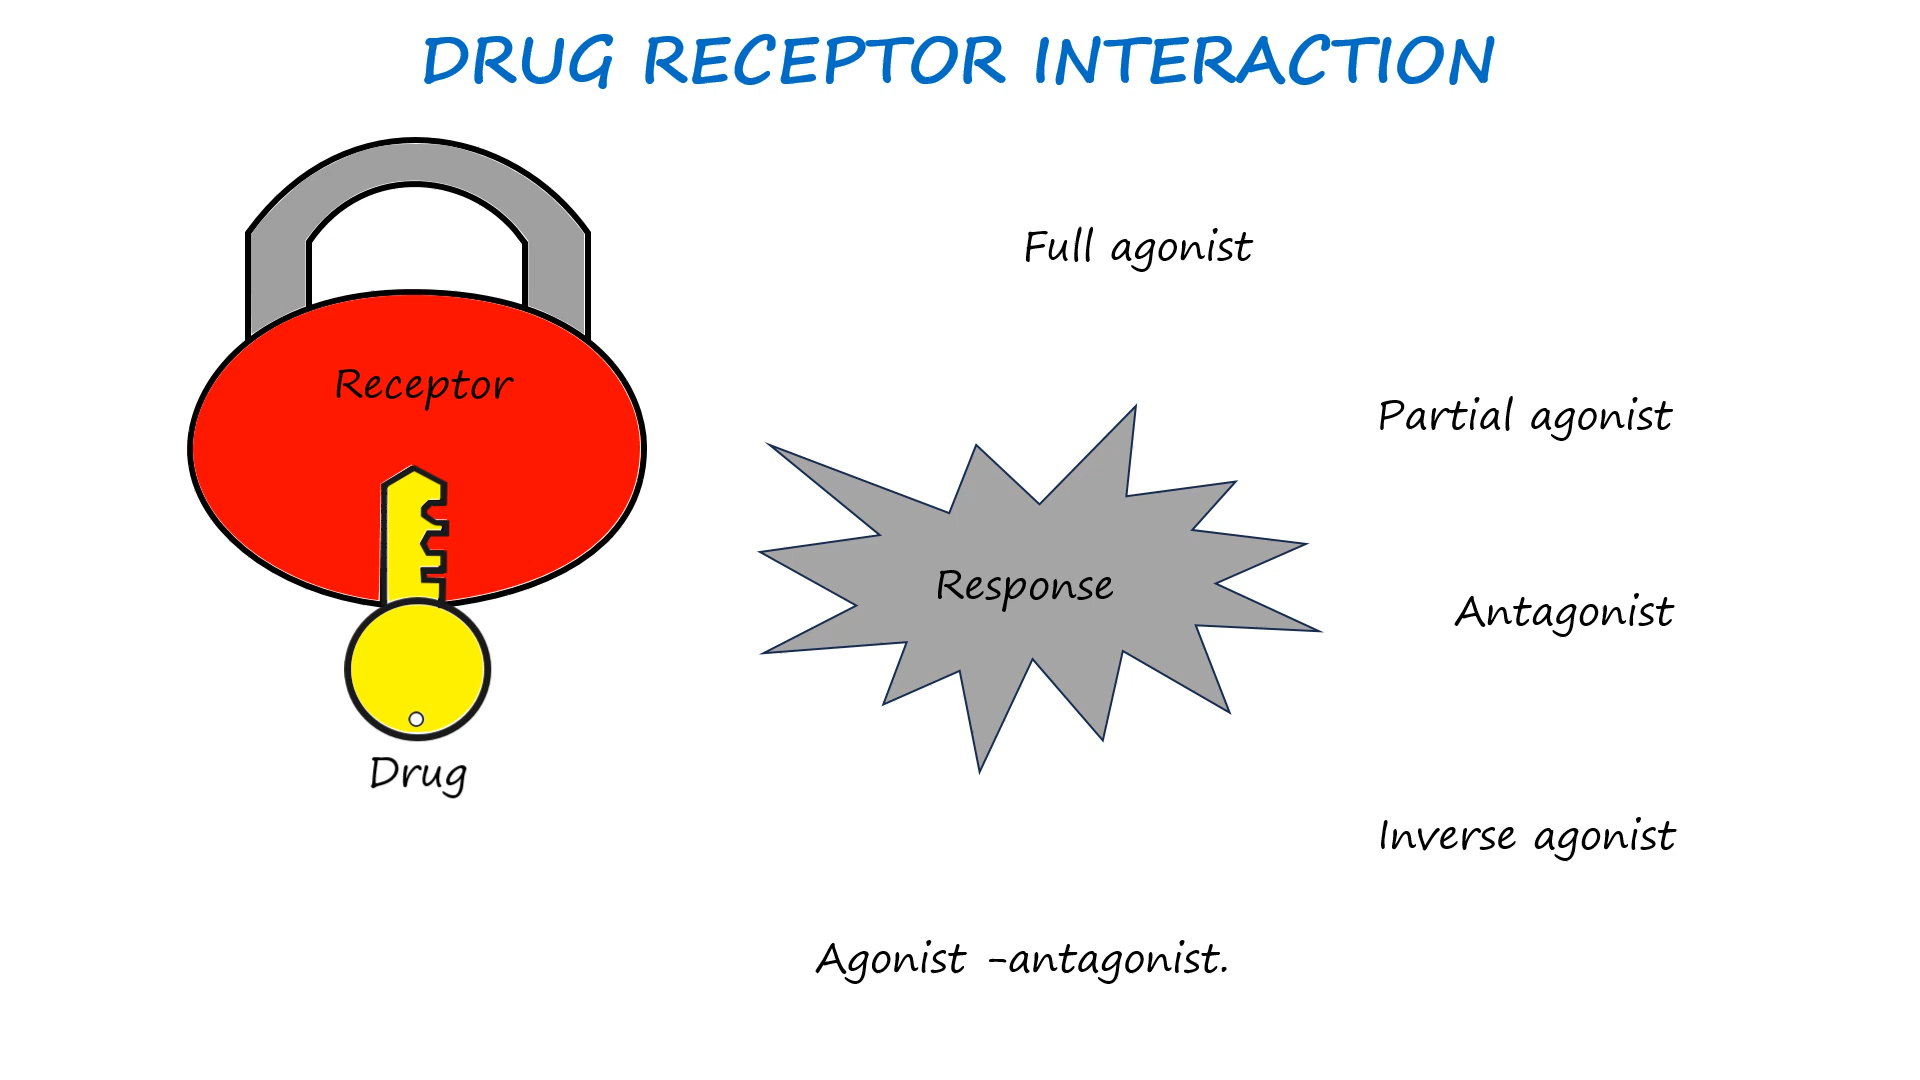 DRUG RECEPTOR INTERACTION
Full agonist
Receptor
Partial agonist
Response
Antagonist
Drug
Inverse agonist
Agonist -antagonist.